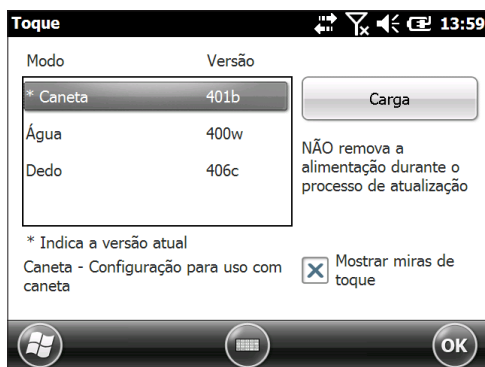 Toque 13:59
Modo Versão
* Caneta 401b
Água 400w
Dedo 406c
Carga
NÃO remova a
alimentação durante o
processo de atualização
* Indica a versão atual
Caneta - Configuração para uso com
caneta
Mostrar miras de
toque
OK